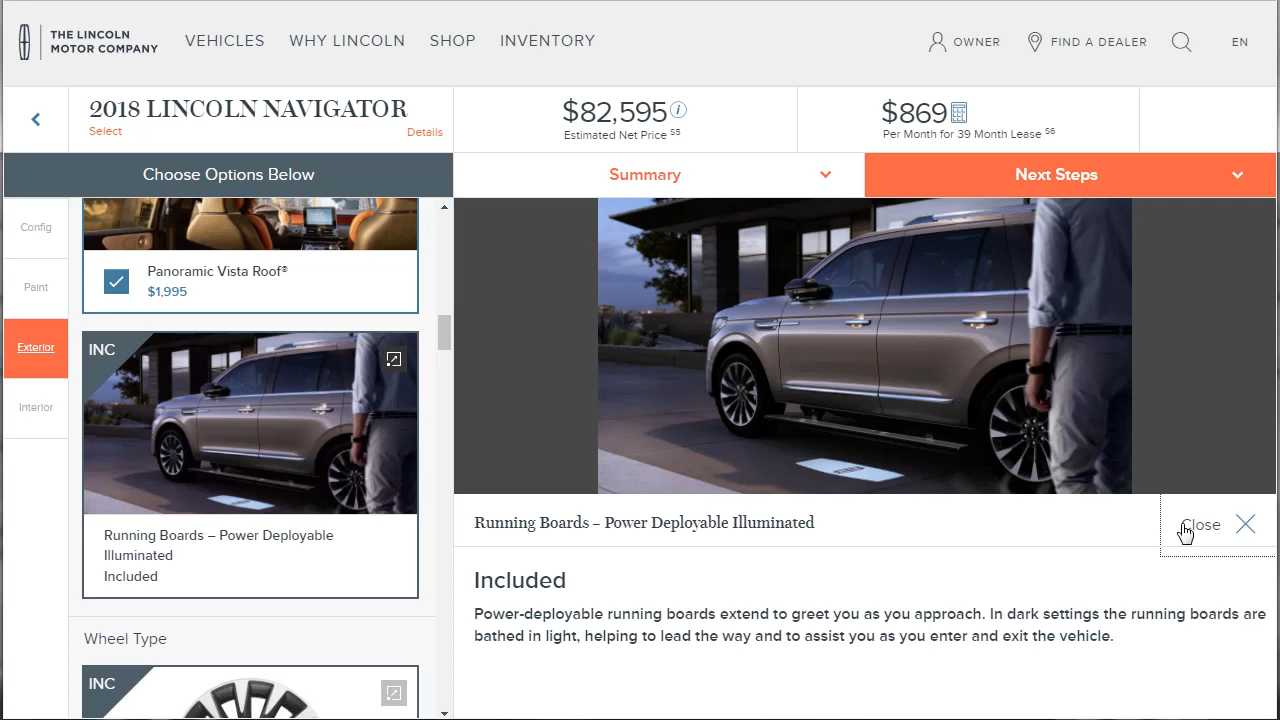 THE LINCOLN
MOTOR COMPANY
VEHICLES WHY LINCOLN SHOP INVENTORY
OWNER FIND A DEALER EN
2018 LINCOLN NAVIGATOR
Select Details
$82,595
Estimated Net Price S5
$869
Per Month for 39 Month Lease S6
Choose Options Below
Summary
Next Steps
Config
Paint
Exterior
Interior
Panoramic Vista Roof®
$1,995
INC
Running Boards – Power Deployable
Illuminated
Included
Wheel Type
INC
Running Boards – Power Deployable Illuminated
Close
Included
Power-deployable running boards extend to greet you as you approach. In dark settings the running boards are
bathed in light, helping to lead the way and to assist you as you enter and exit the vehicle.